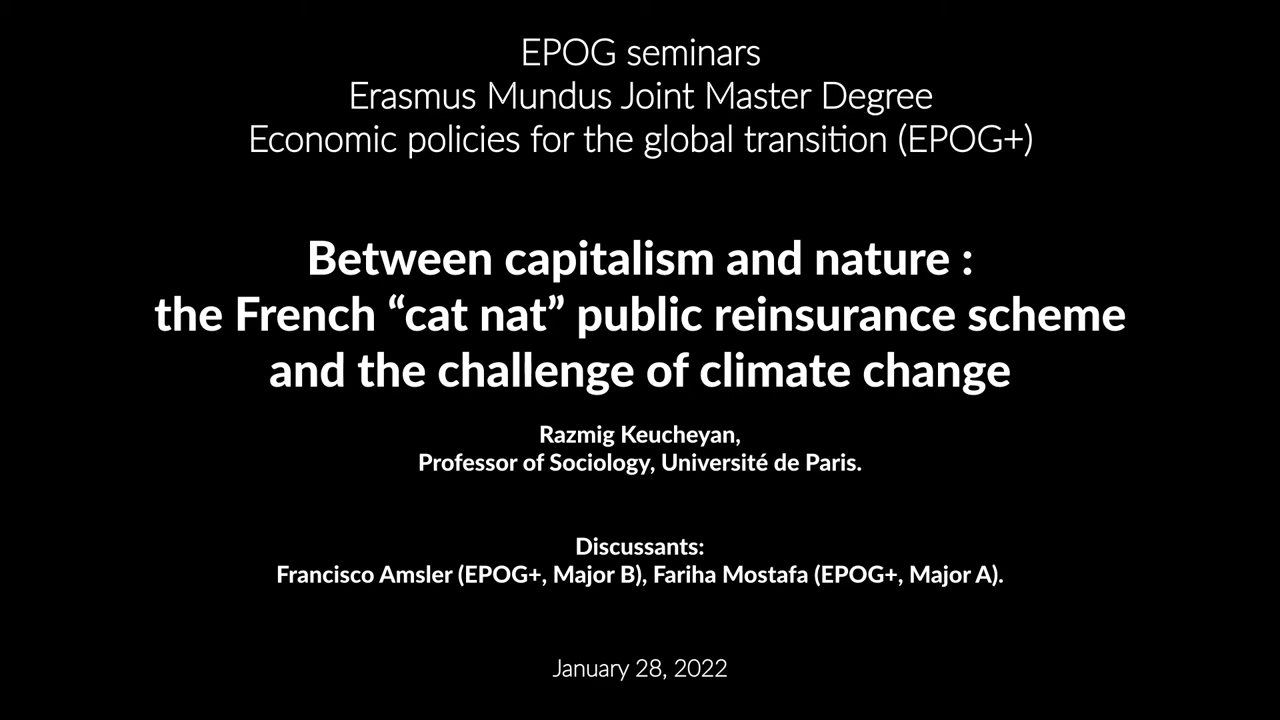 EPOG seminars
Erasmus Mundus Joint Master Degree
Economic policies for the global transition (EPOG+)
Between capitalism and nature :
the French “cat nat” public reinsurance scheme
and the challenge of climate change
Razmig Keucheyan,
Professor of Sociology, Université de Paris.
Discussants:
Francisco Amsler (EPOG+, Major B), Fariha Mostafa (EPOG+, Major A).
January 28, 2022